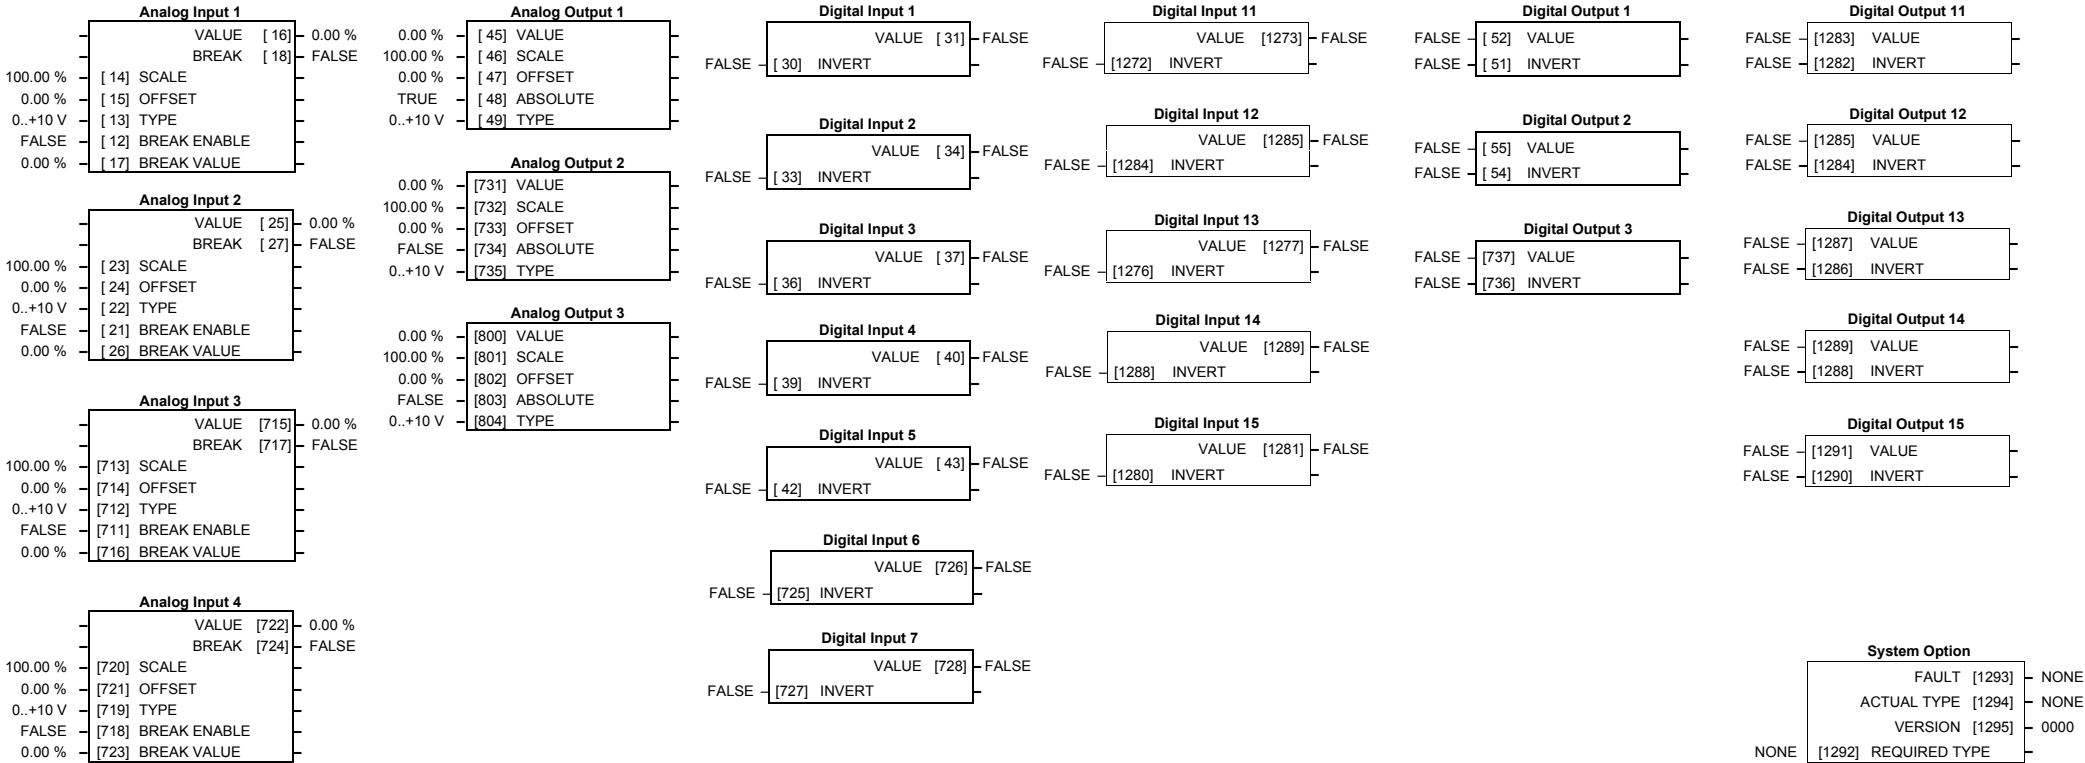 Analog Input 1
VALUE [ 16] 0.00 %
BREAK [ 18] FALSE
100.00 % [ 14] SCALE
0.00 % [ 15] OFFSET
0..+10 V [ 13] TYPE
FALSE [ 12] BREAK ENABLE
0.00 % [ 17] BREAK VALUE
Analog Input 2
VALUE [ 25] 0.00 %
BREAK [ 27] FALSE
100.00 % [ 23] SCALE
0.00 % [ 24] OFFSET
0..+10 V [ 22] TYPE
FALSE [ 21] BREAK ENABLE
0.00 % [ 26] BREAK VALUE
Analog Input 3
VALUE [715] 0.00 %
BREAK [717] FALSE
100.00 % [713] SCALE
0.00 % [714] OFFSET
0..+10 V [712] TYPE
FALSE [711] BREAK ENABLE
0.00 % [716] BREAK VALUE
Analog Input 4
VALUE [722] 0.00 %
BREAK [724] FALSE
100.00 % [720] SCALE
0.00 % [721] OFFSET
0..+10 V [719] TYPE
FALSE [718] BREAK ENABLE
0.00 % [723] BREAK VALUE
Analog Output 1
0.00 % [ 45] VALUE
100.00 % [ 46] SCALE
0.00 % [ 47] OFFSET
TRUE [ 48] ABSOLUTE
0..+10 V [ 49] TYPE
Analog Output 2
0.00 % [731] VALUE
100.00 % [732] SCALE
0.00 % [733] OFFSET
FALSE [734] ABSOLUTE
0..+10 V [735] TYPE
Analog Output 3
0.00 % [800] VALUE
100.00 % [801] SCALE
0.00 % [802] OFFSET
FALSE [803] ABSOLUTE
0..+10 V [804] TYPE
Digital Input 1
VALUE [ 31] FALSE
FALSE [ 30] INVERT
Digital Input 2
VALUE [ 34] FALSE
FALSE [ 33] INVERT
Digital Input 3
VALUE [ 37] FALSE
FALSE [ 36] INVERT
Digital Input 4
VALUE [ 40] FALSE
FALSE [ 39] INVERT
Digital Input 5
VALUE [ 43] FALSE
FALSE [ 42] INVERT
Digital Input 6
VALUE [726] FALSE
FALSE [725] INVERT
Digital Input 7
VALUE [728] FALSE
FALSE [727] INVERT
Digital Input 11
VALUE [1273] FALSE
FALSE [1272] INVERT
Digital Input 12
VALUE [1285] FALSE
FALSE [1284] INVERT
Digital Input 13
VALUE [1277] FALSE
FALSE [1276] INVERT
Digital Input 14
VALUE [1289] FALSE
FALSE [1288] INVERT
Digital Input 15
VALUE [1281] FALSE
FALSE [1280] INVERT
Digital Output 1
FALSE [ 52] VALUE
FALSE [ 51] INVERT
Digital Output 2
FALSE [ 55] VALUE
FALSE [ 54] INVERT
Digital Output 3
FALSE [737] VALUE
FALSE [736] INVERT
Digital Output 11
FALSE [1283] VALUE
FALSE [1282] INVERT
Digital Output 12
FALSE [1285] VALUE
FALSE [1284] INVERT
Digital Output 13
FALSE [1287] VALUE
FALSE [1286] INVERT
Digital Output 14
FALSE [1289] VALUE
FALSE [1288] INVERT
Digital Output 15
FALSE [1291] VALUE
FALSE [1290] INVERT
System Option
FAULT [1293] NONE
ACTUAL TYPE [1294] NONE
VERSION [1295] 0000
NONE [1292] REQUIRED TYPE